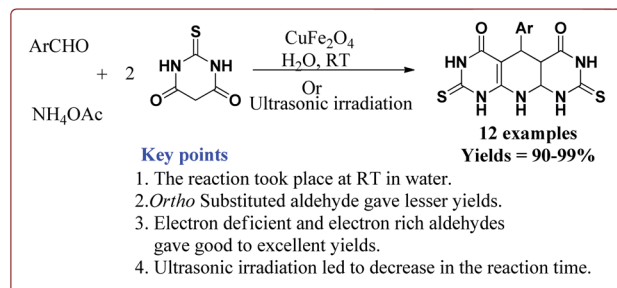 ArCHO
+ 2
NH₄OAc
S
HN NH
O O
CuFe₂O₄
H₂O, RT
Or
Ultrasonic irradiation
O Ar O
HN NH
S N H N H N H S
12 examples
Yields = 90-99%
Key points
1. The reaction took place at RT in water.
2.Ortho Substituted aldehyde gave lesser yields.
3. Electron deficient and electron rich aldehydes
gave good to excellent yields.
4. Ultrasonic irradiation led to decrease in the reaction time.